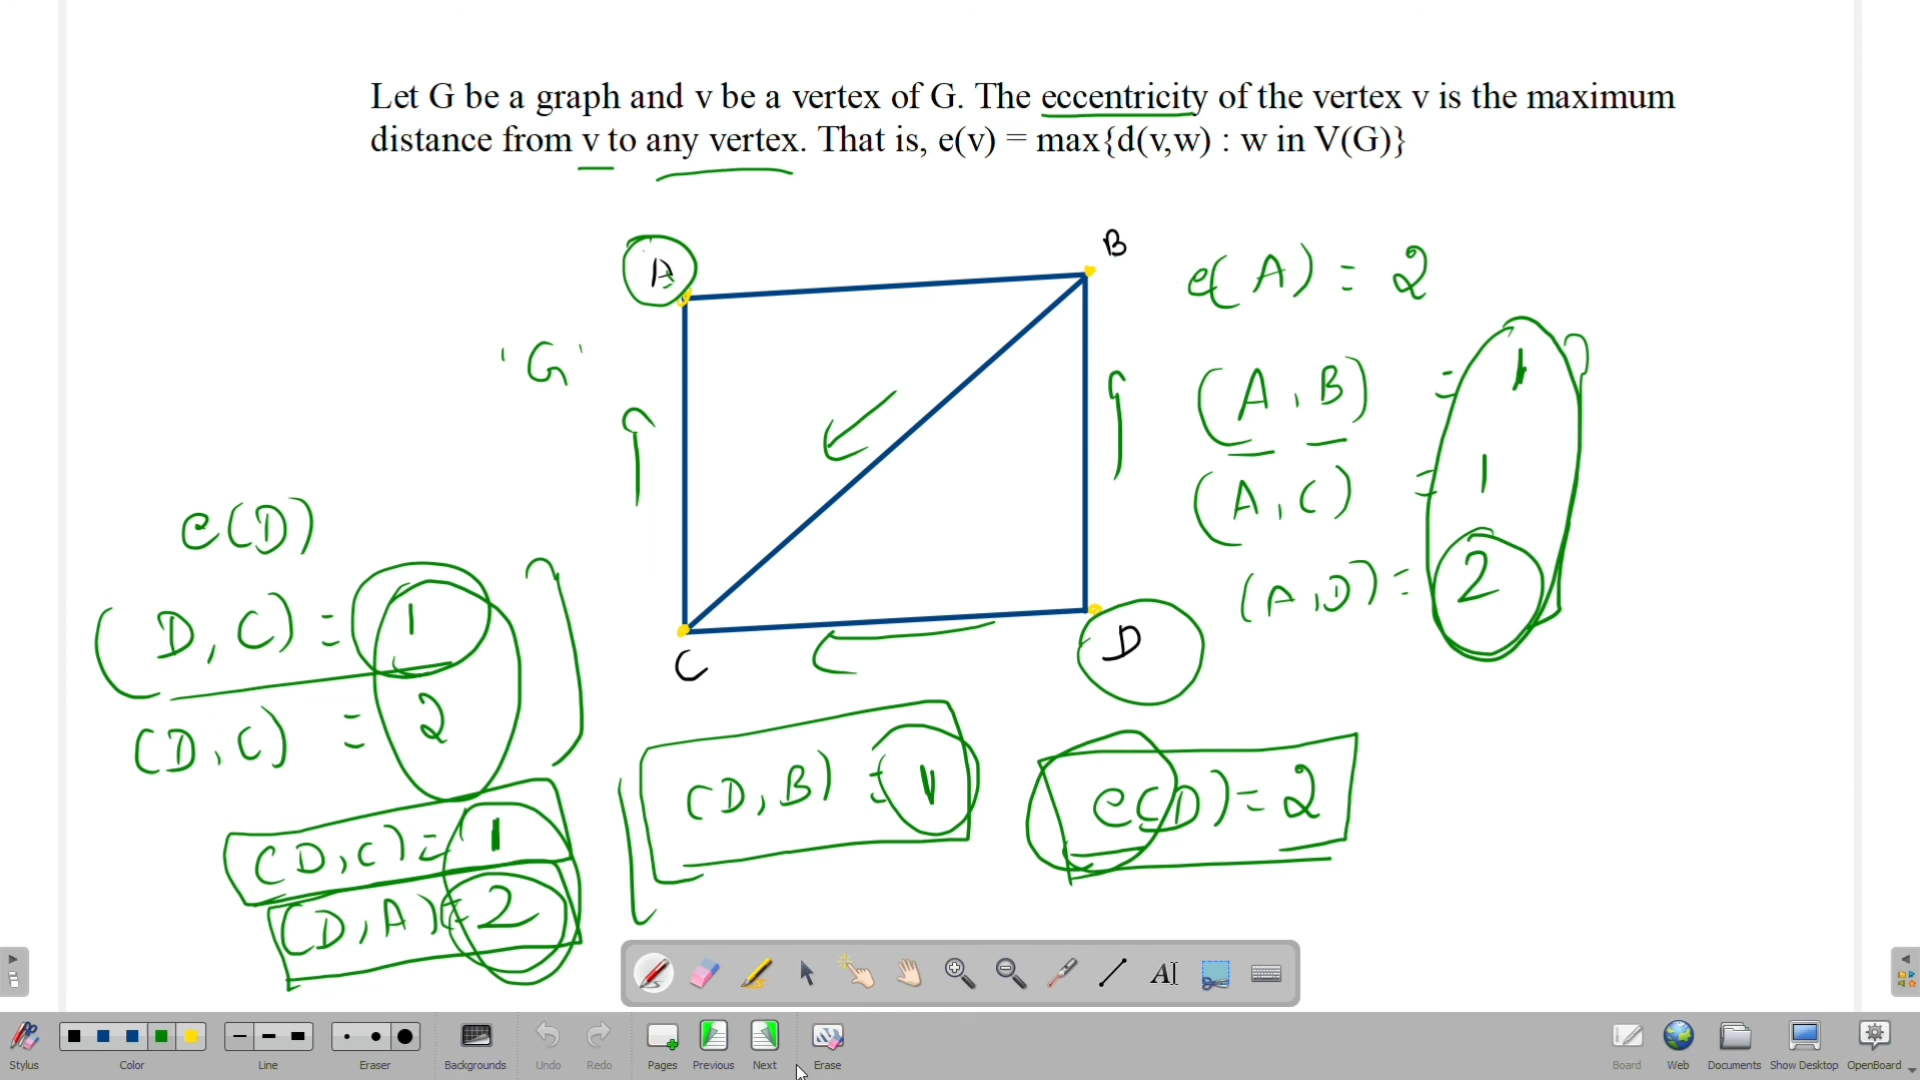 Let G be a graph and v be a vertex of G. The eccentricity of the vertex v is the maximum
distance from v to any vertex. That is, e(v) = max{d(v,w) : w in V(G)}
A
B
e(A) = 2
'G'
(A, B) = 1
(A, C) = 1
e(D)
(A, D) = 2
(D, C) = 1
C
D
(D, C) = 2
(D, B) = 1
e(D) = 2
(D, C) = 1
(D, A) = 2
AI
Stylus
Color
Line
Eraser
Backgrounds
Undo
Redo
Pages
Previous
Next
Erase
Board
Web
Documents
Show Desktop
OpenBoard